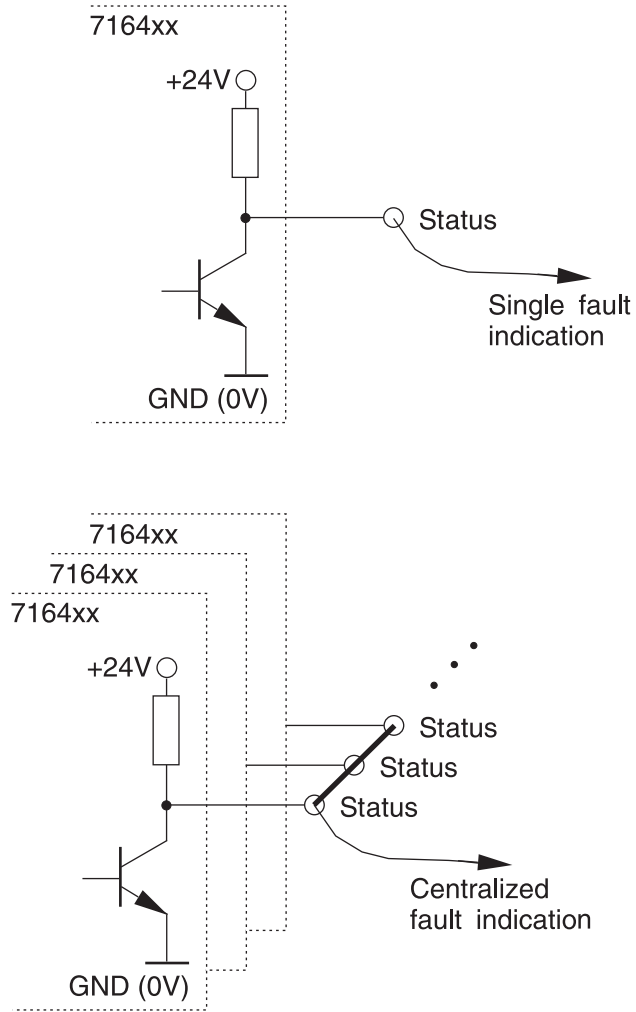 7164xx
+24V
Status
Single fault
indication
GND (0V)
7164xx
7164xx
7164xx
+24V
Status
Status
Status
Centralized
fault indication
GND (0V)